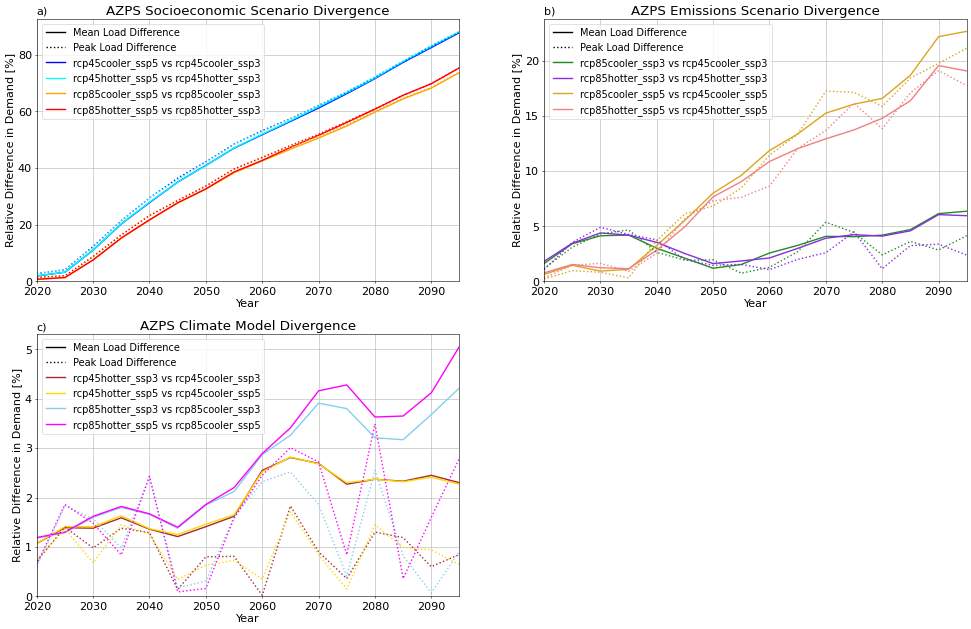 a)
AZPS Socioeconomic Scenario Divergence
Relative Difference in Demand [%]
80
60
40
20
0
Mean Load Difference
Peak Load Difference
rcp45cooler_ssp5 vs rcp45cooler_ssp3
rcp45hotter_ssp5 vs rcp45hotter_ssp3
rcp85cooler_ssp5 vs rcp85cooler_ssp3
rcp85hotter_ssp5 vs rcp85hotter_ssp3
2020 2030 2040 2050 2060 2070 2080 2090
Year
b)
AZPS Emissions Scenario Divergence
Relative Difference in Demand [%]
20
15
10
5
0
Mean Load Difference
Peak Load Difference
rcp85cooler_ssp3 vs rcp45cooler_ssp3
rcp85hotter_ssp3 vs rcp45hotter_ssp3
rcp85cooler_ssp5 vs rcp45cooler_ssp5
rcp85hotter_ssp5 vs rcp45hotter_ssp5
2020 2030 2040 2050 2060 2070 2080 2090
Year
c)
AZPS Climate Model Divergence
Relative Difference in Demand [%]
5
4
3
2
1
0
Mean Load Difference
Peak Load Difference
rcp45hotter_ssp3 vs rcp45cooler_ssp3
rcp45hotter_ssp5 vs rcp45cooler_ssp5
rcp85hotter_ssp3 vs rcp85cooler_ssp3
rcp85hotter_ssp5 vs rcp85cooler_ssp5
2020 2030 2040 2050 2060 2070 2080 2090
Year